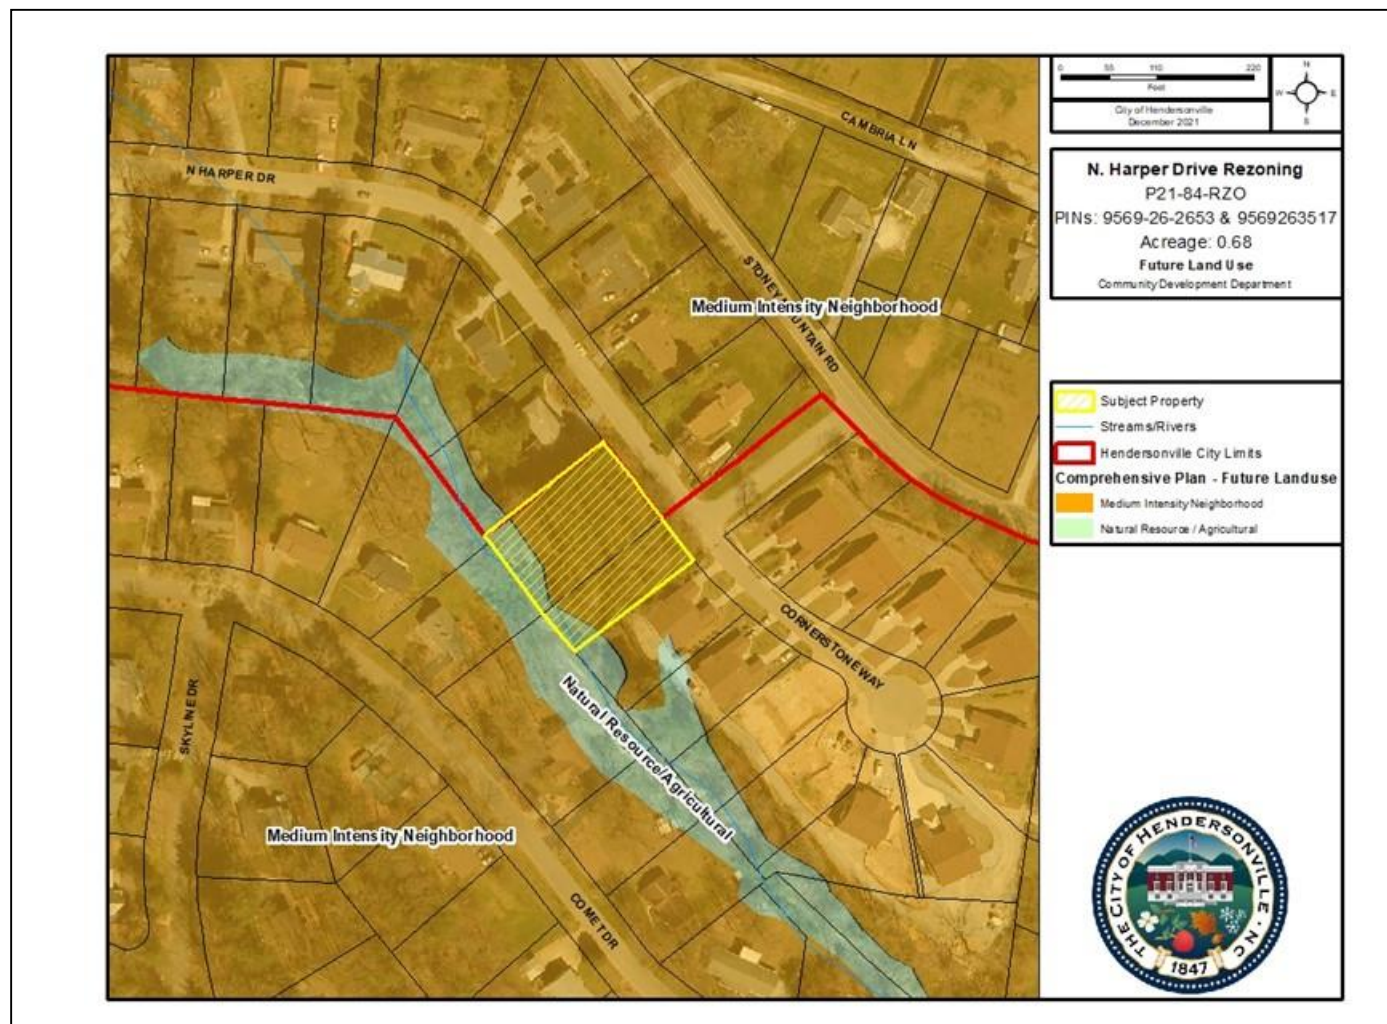 0 55 110 220
Feet
N
W E
S
City of Hendersonville
December 2021
N. Harper Drive Rezoning
P21-84-RZO
PINs: 9569-26-2653 & 9569263517
Acreage: 0.68
Future Land Use
Community Development Department
Subject Property
Streams/Rivers
Hendersonville City Limits
Comprehensive Plan - Future Landuse
Medium Intensity Neighborhood
Natural Resource / Agricultural
CAMBRIA LN
N HARPER DR
STONEY MOUNTAIN RD
Medium Intensity Neighborhood
CORNERSTONE WAY
SKYLINE DR
Natural Resource/Agricultural
Medium Intensity Neighborhood
COMET DR
THE CITY OF HENDERSONVILLE, NC
1847